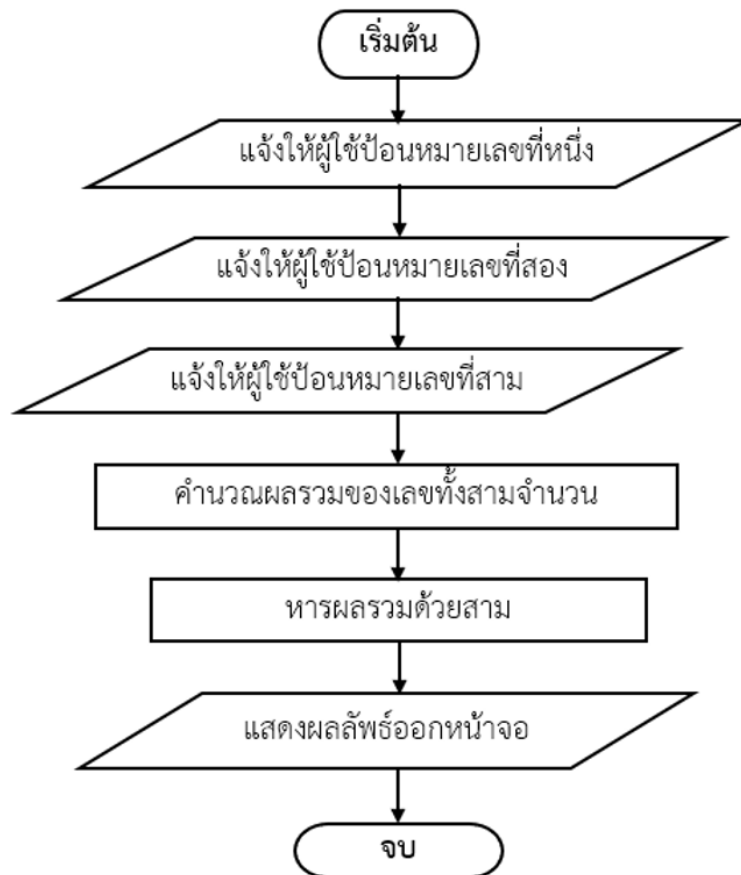 เริ่มต้น
แจ้งให้ผู้ใช้ป้อนหมายเลขที่หนึ่ง
แจ้งให้ผู้ใช้ป้อนหมายเลขที่สอง
แจ้งให้ผู้ใช้ป้อนหมายเลขที่สาม
คำนวณผลรวมของเลขทั้งสามจำนวน
หารผลรวมด้วยสาม
แสดงผลลัพธ์ออกหน้าจอ
จบ